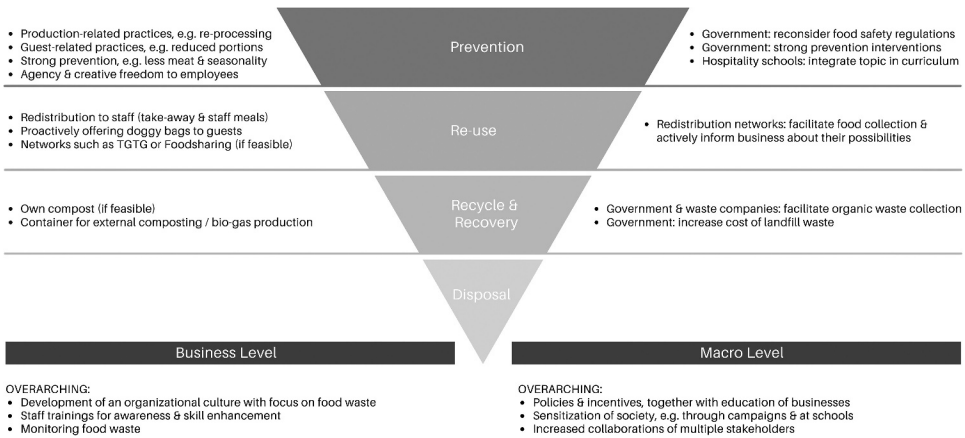 • Production-related practices, e.g. re-processing
• Guest-related practices, e.g. reduced portions
• Strong prevention, e.g. less meat & seasonality
• Agency & creative freedom to employees
Prevention
• Government: reconsider food safety regulations
• Government: strong prevention interventions
• Hospitality schools: integrate topic in curriculum
• Redistribution to staff (take-away & staff meals)
• Proactively offering doggy bags to guests
• Networks such as TGTG or Foodsharing (if feasible)
Re-use
• Redistribution networks: facilitate food collection &
actively inform business about their possibilities
• Own compost (if feasible)
• Container for external composting / bio-gas production
Recycle &
Recovery
• Government & waste companies: facilitate organic waste collection
• Government: increase cost of landfill waste
Disposal
Business Level
OVERARCHING:
• Development of an organizational culture with focus on food waste
• Staff trainings for awareness & skill enhancement
• Monitoring food waste
Macro Level
OVERARCHING:
• Policies & incentives, together with education of businesses
• Sensitization of society, e.g. through campaigns & at schools
• Increased collaborations of multiple stakeholders